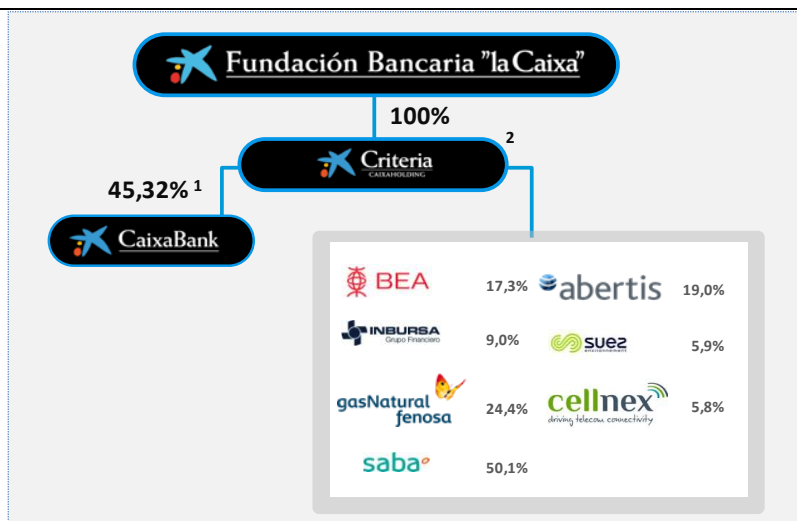 Fundación Bancaria "la Caixa"
100%
2
Criteria
CAIXAHOLDING
45,32% 1
CaixaBank
BEA 17,3% abertis 19,0%
INBURSA
Grupo Financiero
9,0%
suez
environnement
5,9%
gasNatural
fenosa
24,4%
cellnex
driving telecom connectivity
5,8%
saba 50,1%